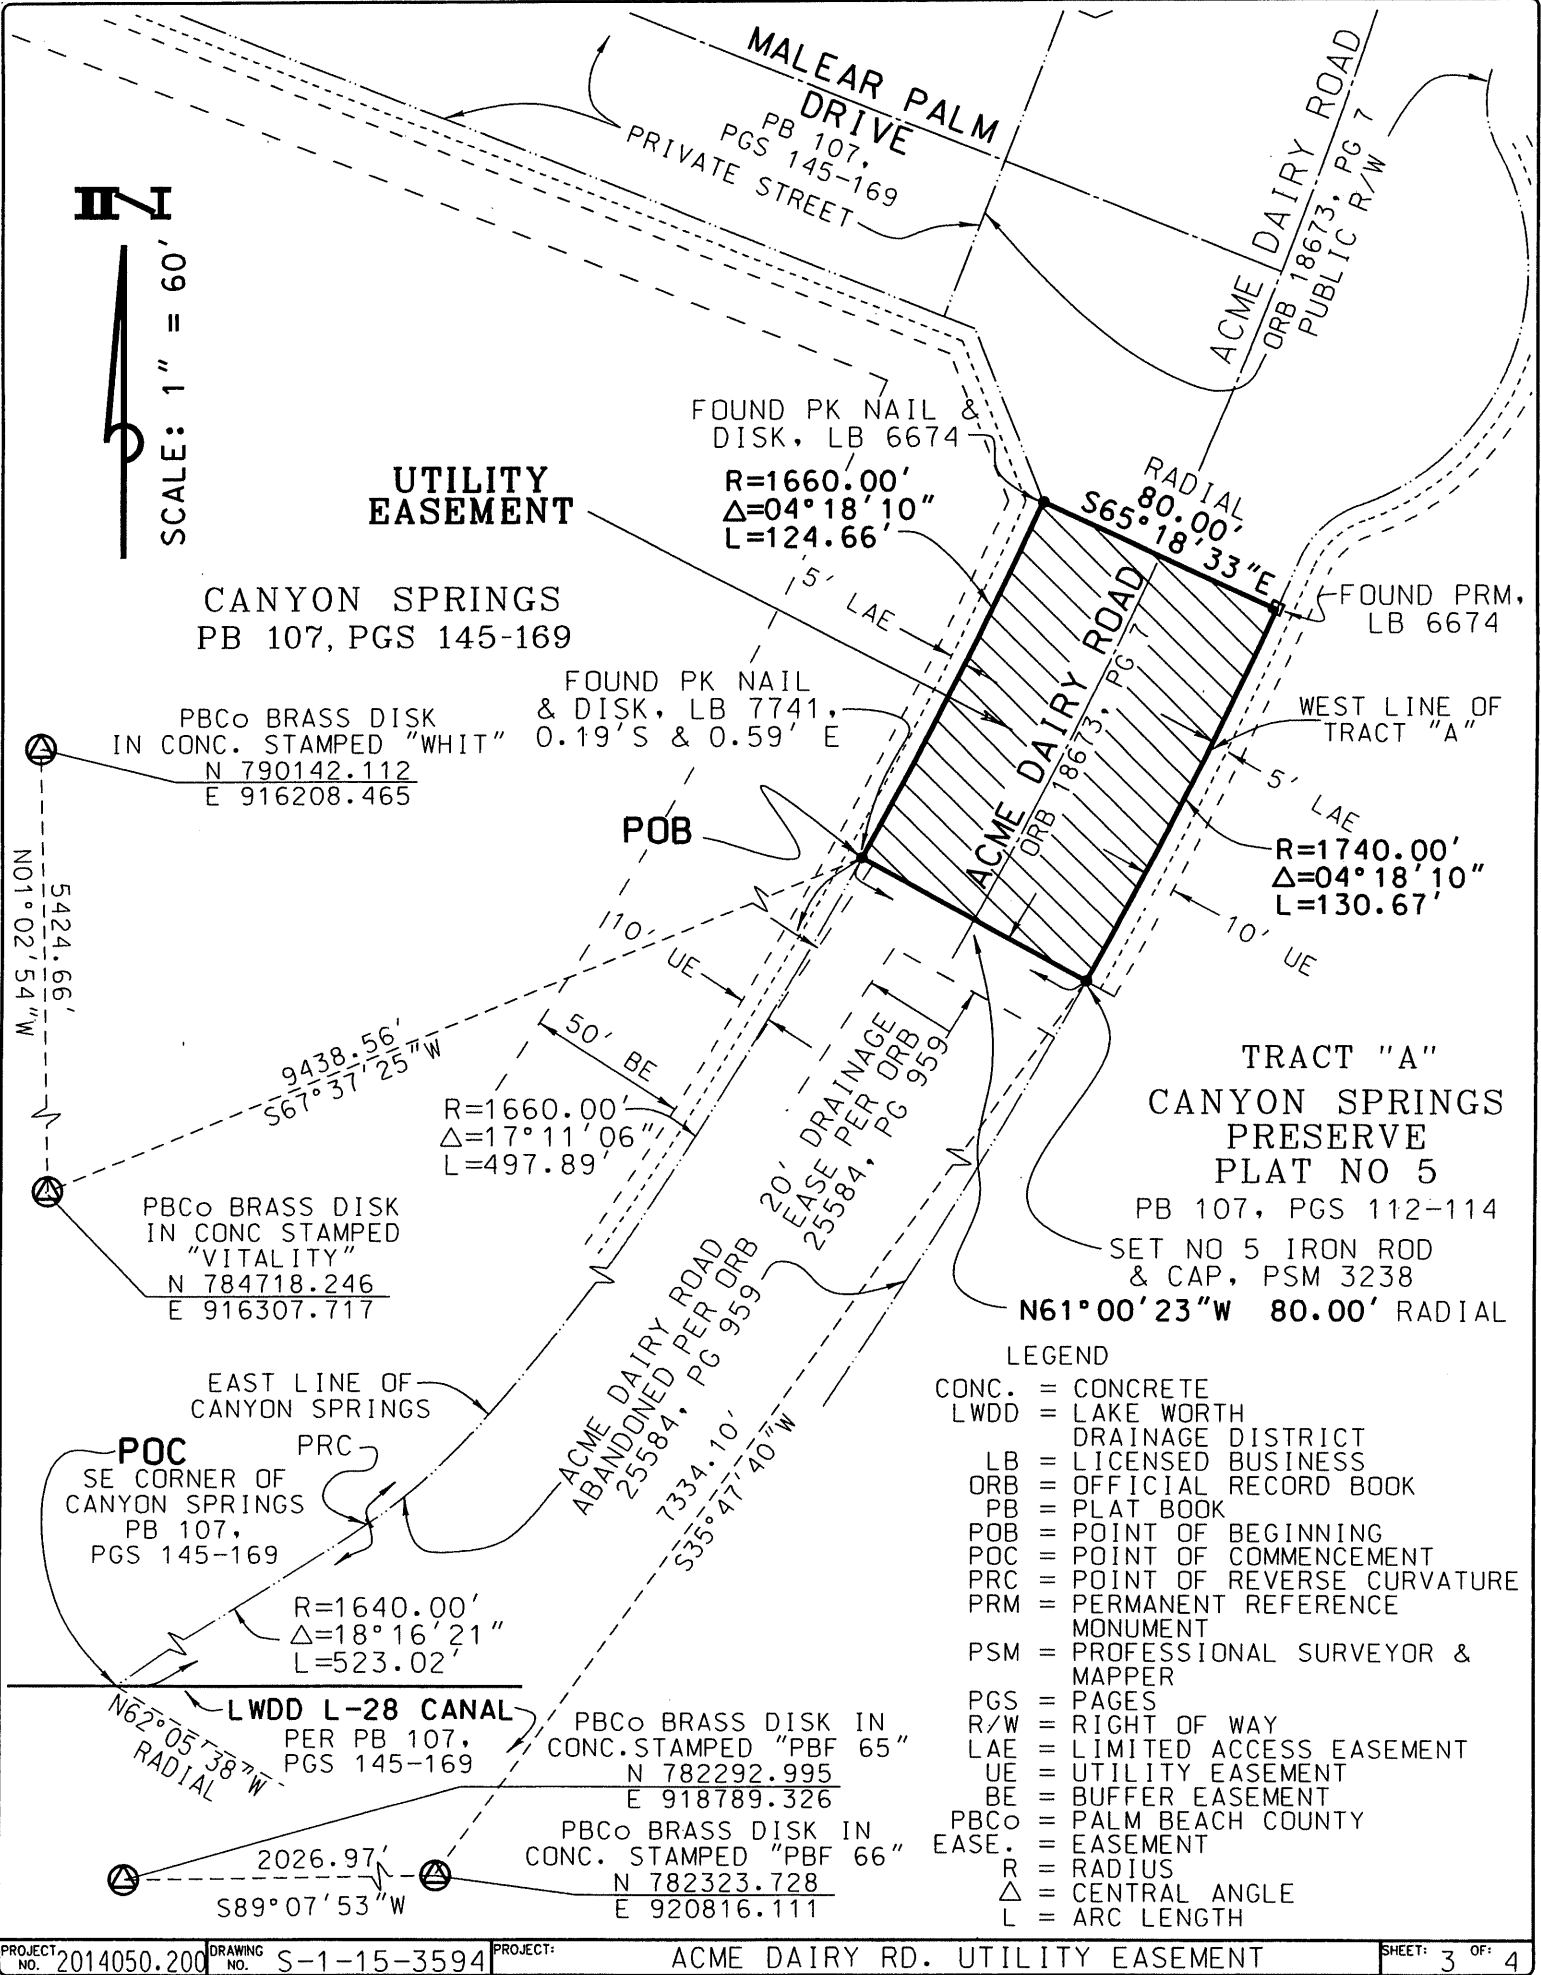 MALEAR PALM
DRIVE
PB 107,
PGS 145-169
PRIVATE STREET
ACME DAIRY ROAD
ORB 18673, PG 7
PUBLIC R/W
ACME DAIRY ROAD
N
SCALE: 1" = 60'
FOUND PK NAIL &
DISK, LB 6674
R=1660.00'
△=04°18'10"
L=124.66'
RADIAL
80.00'
S65°18'33"E
UTILITY
EASEMENT
5' LAE
CANYON SPRINGS
PB 107, PGS 145-169
FOUND PRM,
LB 6674
FOUND PK NAIL
& DISK, LB 7741,
0.19'S & 0.59' E
ACME DAIRY ROAD
ORB 18673, PG 7
WEST LINE OF
TRACT "A"
PBCo BRASS DISK
IN CONC. STAMPED "WHIT"
N 790142.112
E 916208.465
5' LAE
POB
R=1740.00'
△=04°18'10"
L=130.67'
5424.66'
N01°02'54"W
10' UE
10' UE
9438.56'
S67°37'25"W
50' BE
R=1660.00'
△=17°11'06"
L=497.89'
20' DRAINAGE
EASE PER ORB
25584, PG 959
TRACT "A"
CANYON SPRINGS
PRESERVE
PLAT NO 5
PB 107, PGS 112-114
PBCo BRASS DISK
IN CONC STAMPED
"VITALITY"
N 784718.246
E 916307.717
SET NO 5 IRON ROD
& CAP, PSM 3238
N61°00'23"W 80.00' RADIAL
ACME DAIRY ROAD
ABANDONED PER ORB
25584, PG 959
7334.10'
S35°47'40"W
EAST LINE OF
CANYON SPRINGS
POC
SE CORNER OF
CANYON SPRINGS
PB 107,
PGS 145-169
PRC
R=1640.00'
△=18°16'21"
L=523.02'
LWDD L-28 CANAL
PER PB 107,
PGS 145-169
N62°05'38"W
RADIAL
PBCo BRASS DISK IN
CONC.STAMPED "PBF 65"
N 782292.995
E 918789.326
PBCo BRASS DISK IN
CONC. STAMPED "PBF 66"
N 782323.728
E 920816.111
2026.97'
S89°07'53"W
LEGEND
CONC. = CONCRETE
LWDD = LAKE WORTH
DRAINAGE DISTRICT
LB = LICENSED BUSINESS
ORB = OFFICIAL RECORD BOOK
PB = PLAT BOOK
POB = POINT OF BEGINNING
POC = POINT OF COMMENCEMENT
PRC = POINT OF REVERSE CURVATURE
PRM = PERMANENT REFERENCE
MONUMENT
PSM = PROFESSIONAL SURVEYOR &
MAPPER
PGS = PAGES
R/W = RIGHT OF WAY
LAE = LIMITED ACCESS EASEMENT
UE = UTILITY EASEMENT
BE = BUFFER EASEMENT
PBCo = PALM BEACH COUNTY
EASE. = EASEMENT
R = RADIUS
△ = CENTRAL ANGLE
L = ARC LENGTH
PROJECT NO. 2014050.200
DRAWING NO. S-1-15-3594
PROJECT: ACME DAIRY RD. UTILITY EASEMENT
SHEET: 3 OF: 4